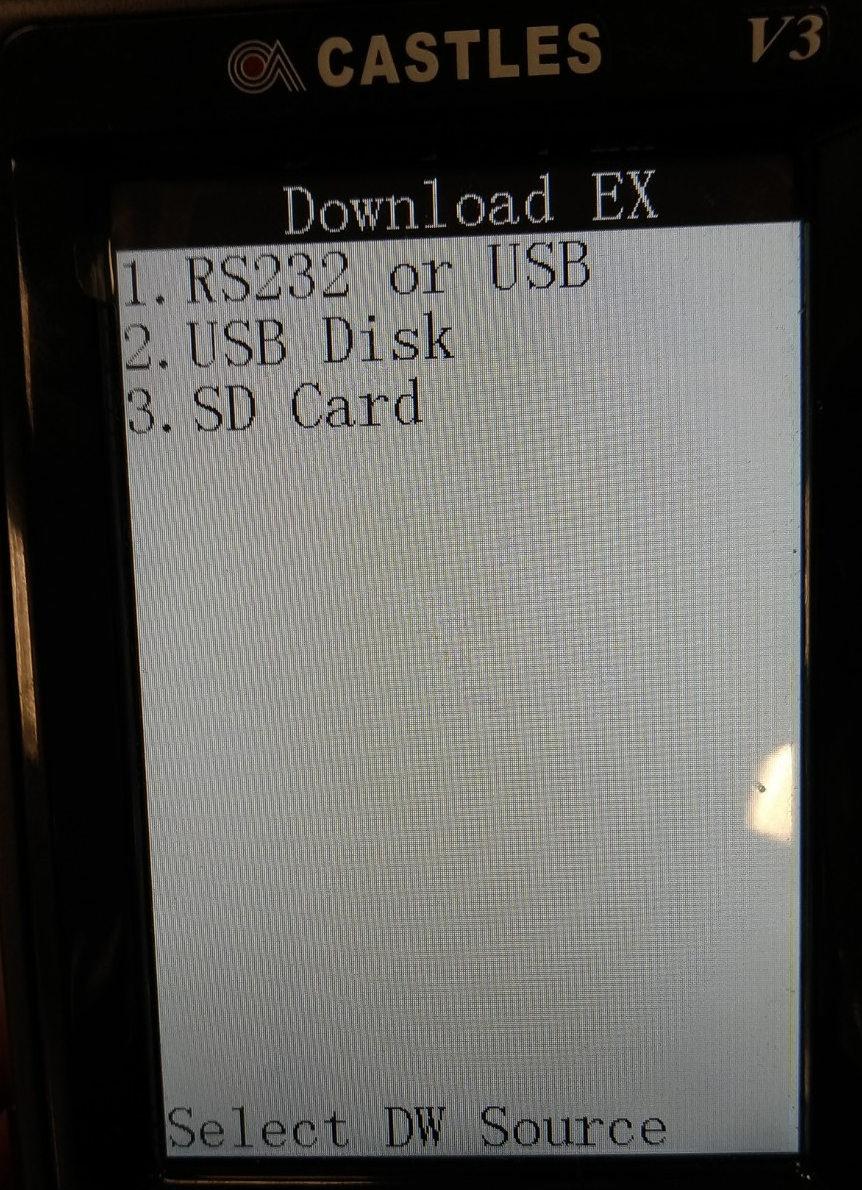 CASTLES V3
Download EX
1. RS232 or USB
2. USB Disk
3. SD Card
Select DW Source